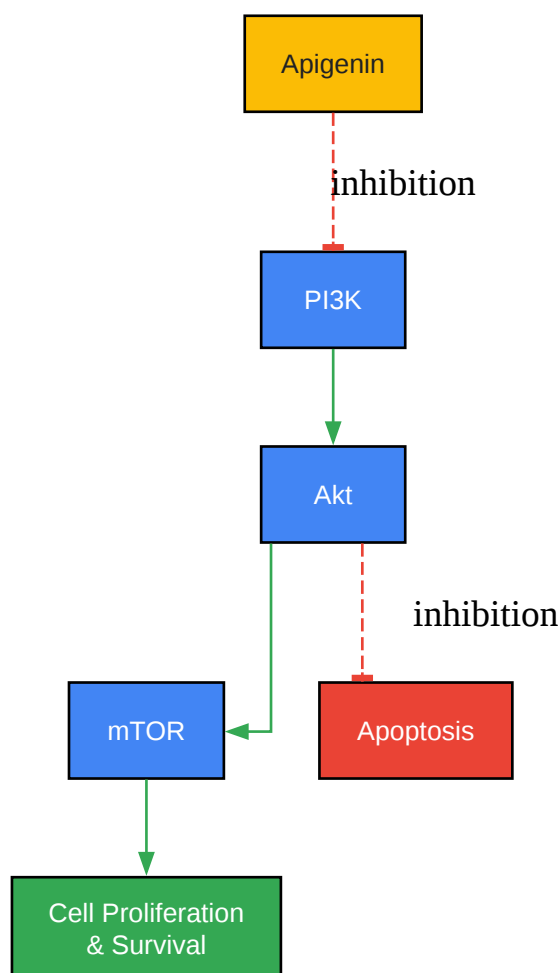 Apigenin
inhibition
PI3K
Akt
inhibition
mTOR
Apoptosis
Cell Proliferation
& Survival